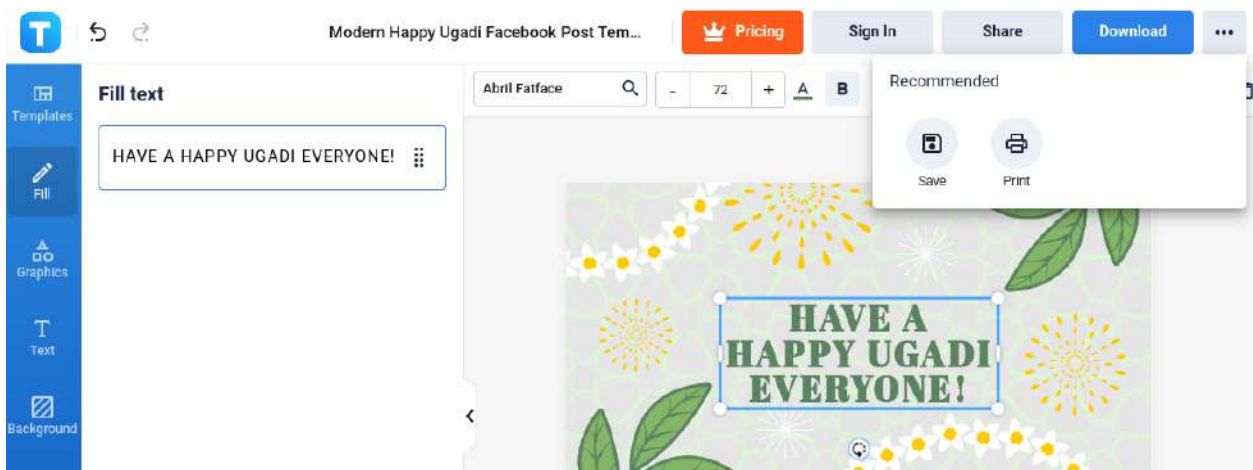 T
Modern Happy Ugadi Facebook Post Tem...
Pricing
Sign In
Share
Download
Templates
Fill
Graphics
Text
Background
Fill text
HAVE A HAPPY UGADI EVERYONE!
Abril Fatface
- 72 + A B
Recommended
Save
Print
HAVE A
HAPPY UGADI
EVERYONE!